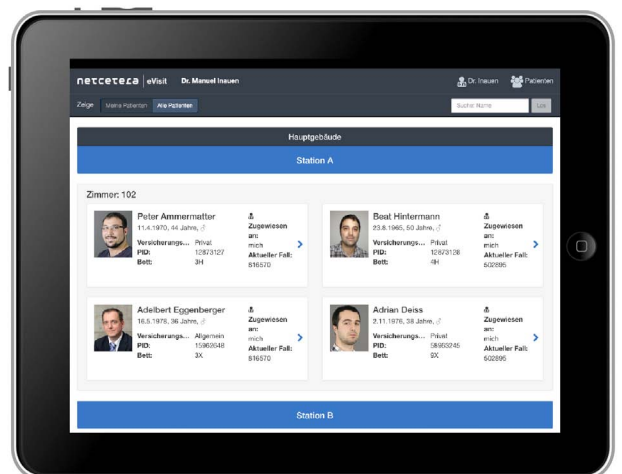 netcetera eVisit Dr. Manuel Inauen Dr. Inauen Patienten
Zeige Meine Patienten Alle Patienten Suche: Name Los
Hauptgebäude
Station A
Zimmer: 102
Peter Ammermatter
11.4.1970, 44 Jahre, ♂
Versicherungs... Privat
PID: 12873127
Bett: 3H
Zugewiesen
an:
mich
Aktueller Fall:
616570
Beat Hintermann
23.8.1965, 50 Jahre, ♂
Versicherungs... Privat
PID: 12873128
Bett: 4H
Zugewiesen
an:
mich
Aktueller Fall:
502895
Adelbert Eggenberger
16.5.1978, 36 Jahre, ♂
Versicherungs... Allgemein
PID: 15962648
Bett: 3X
Zugewiesen
an:
mich
Aktueller Fall:
616570
Adrian Deiss
2.11.1976, 38 Jahre, ♂
Versicherungs... Privat
PID: 58953245
Bett: 9X
Zugewiesen
an:
mich
Aktueller Fall:
502895
Station B